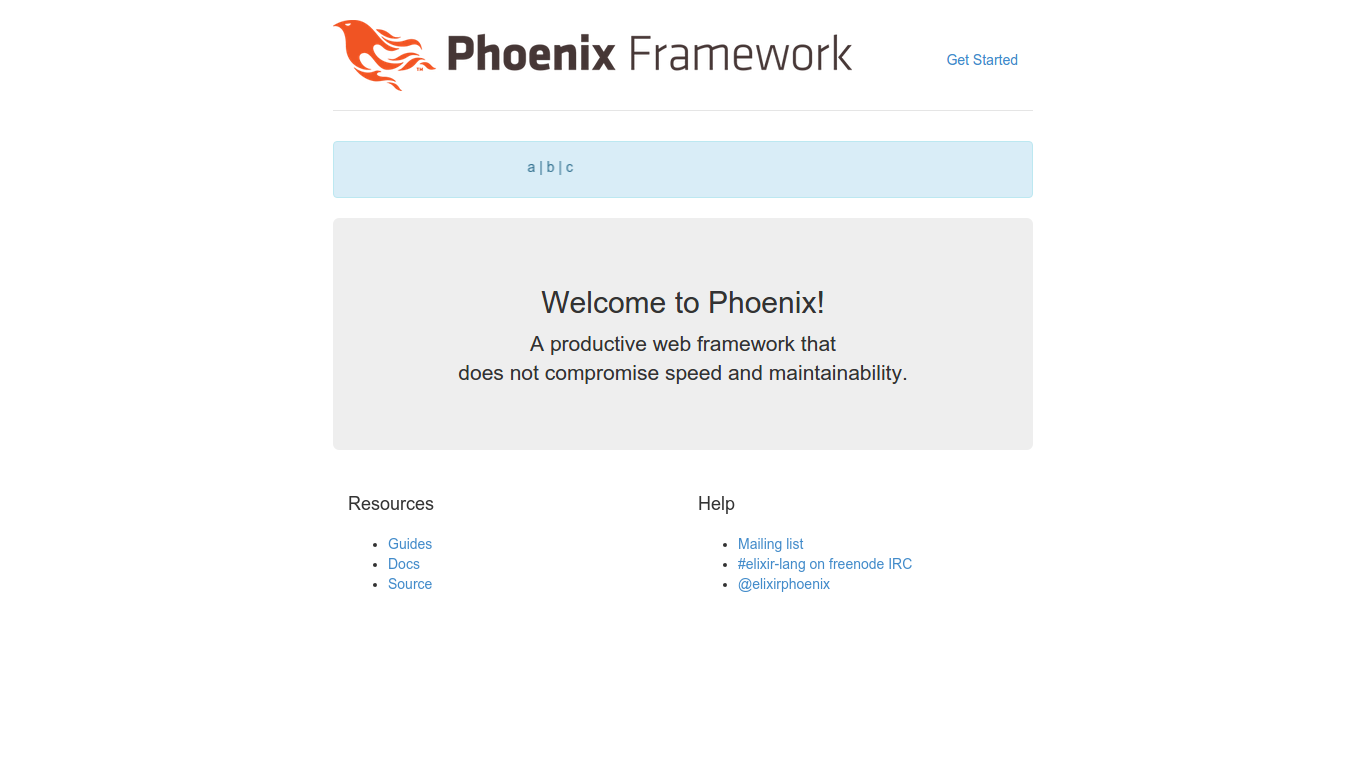 Phoenix Framework
Get Started
a | b | c
Welcome to Phoenix!
A productive web framework that
does not compromise speed and maintainability.
Resources
Guides
Docs
Source
Help
Mailing list
#elixir-lang on freenode IRC
@elixirphoenix